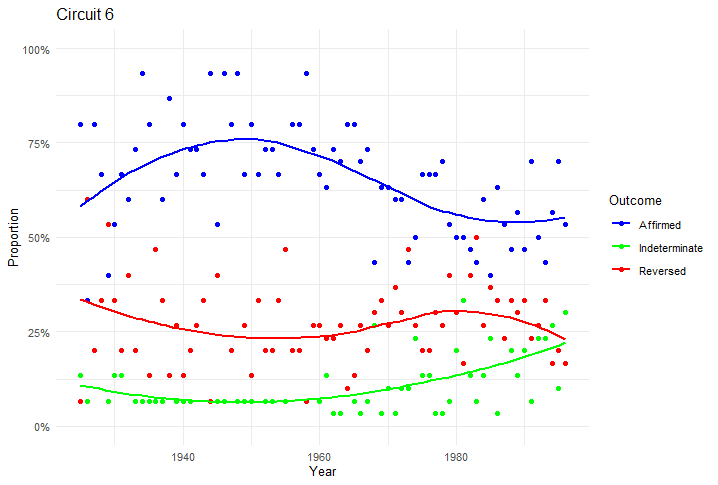 Circuit 6
100%
75%
50%
25%
0%
Proportion
1940
1960
1980
Year
Outcome
Affirmed
Indeterminate
Reversed